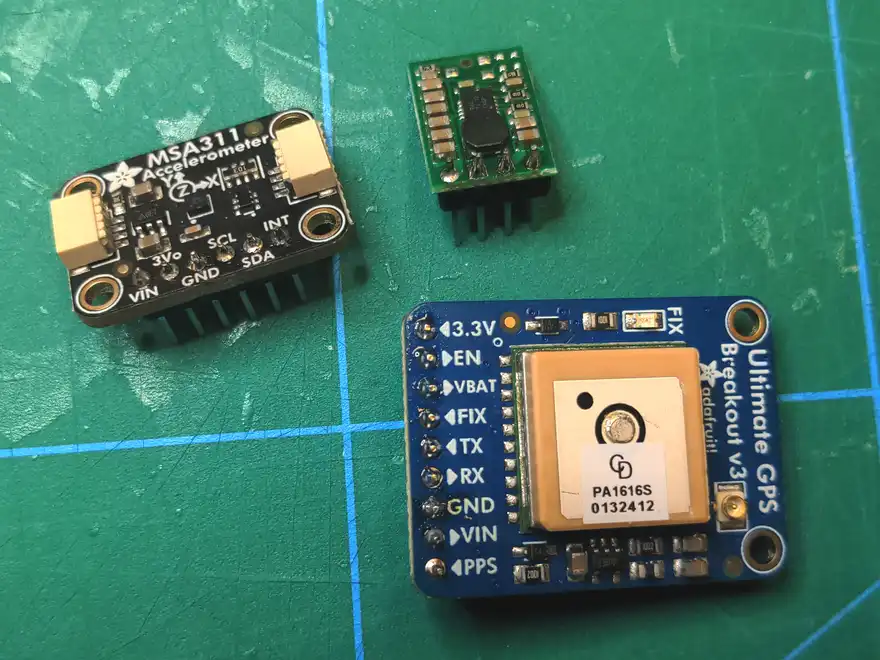 MSA311
Accelerometer
Y
Z
X
3Vo
SCL
INT
VIN
GND
SDA
3.3V
EN
VBAT
FIX
TX
RX
GND
VIN
PPS
FIX
Ultimate GPS
Breakout v3
adafruit!
PA1616S
0132412